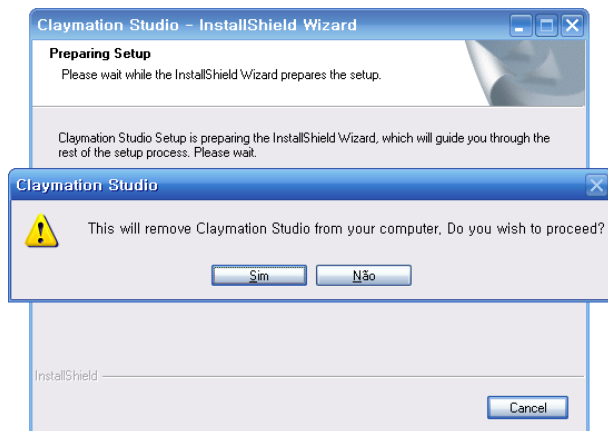 Claymation Studio - InstallShield Wizard
Preparing Setup
Please wait while the InstallShield Wizard prepares the setup.
Claymation Studio Setup is preparing the InstallShield Wizard, which will guide you through the
rest of the setup process. Please wait.
Claymation Studio
This will remove Claymation Studio from your computer, Do you wish to proceed?
Sim
Não
InstallShield
Cancel